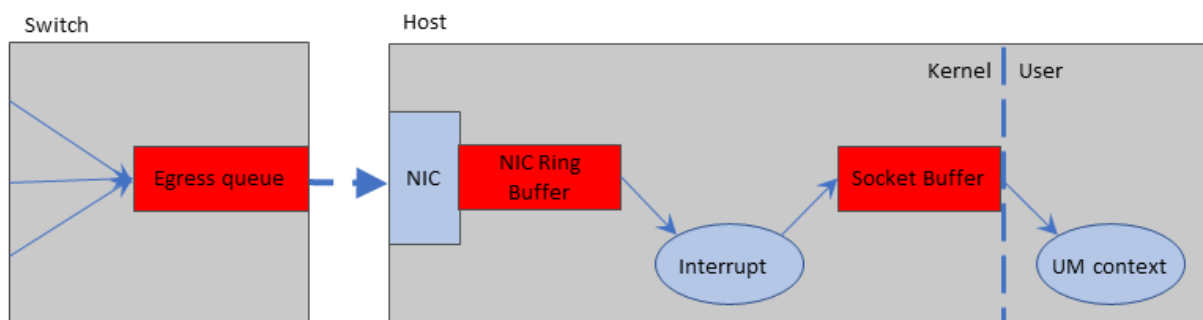 Switch
Host
Kernel
User
Egress queue
NIC
NIC Ring
Buffer
Socket Buffer
Interrupt
UM context